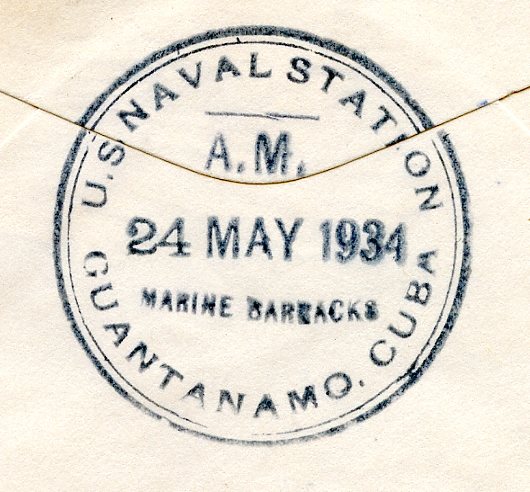 U.S. NAVAL STATION
A.M.
24 MAY 1934
MARINE BARRACKS
GUANTANAMO, CUBA